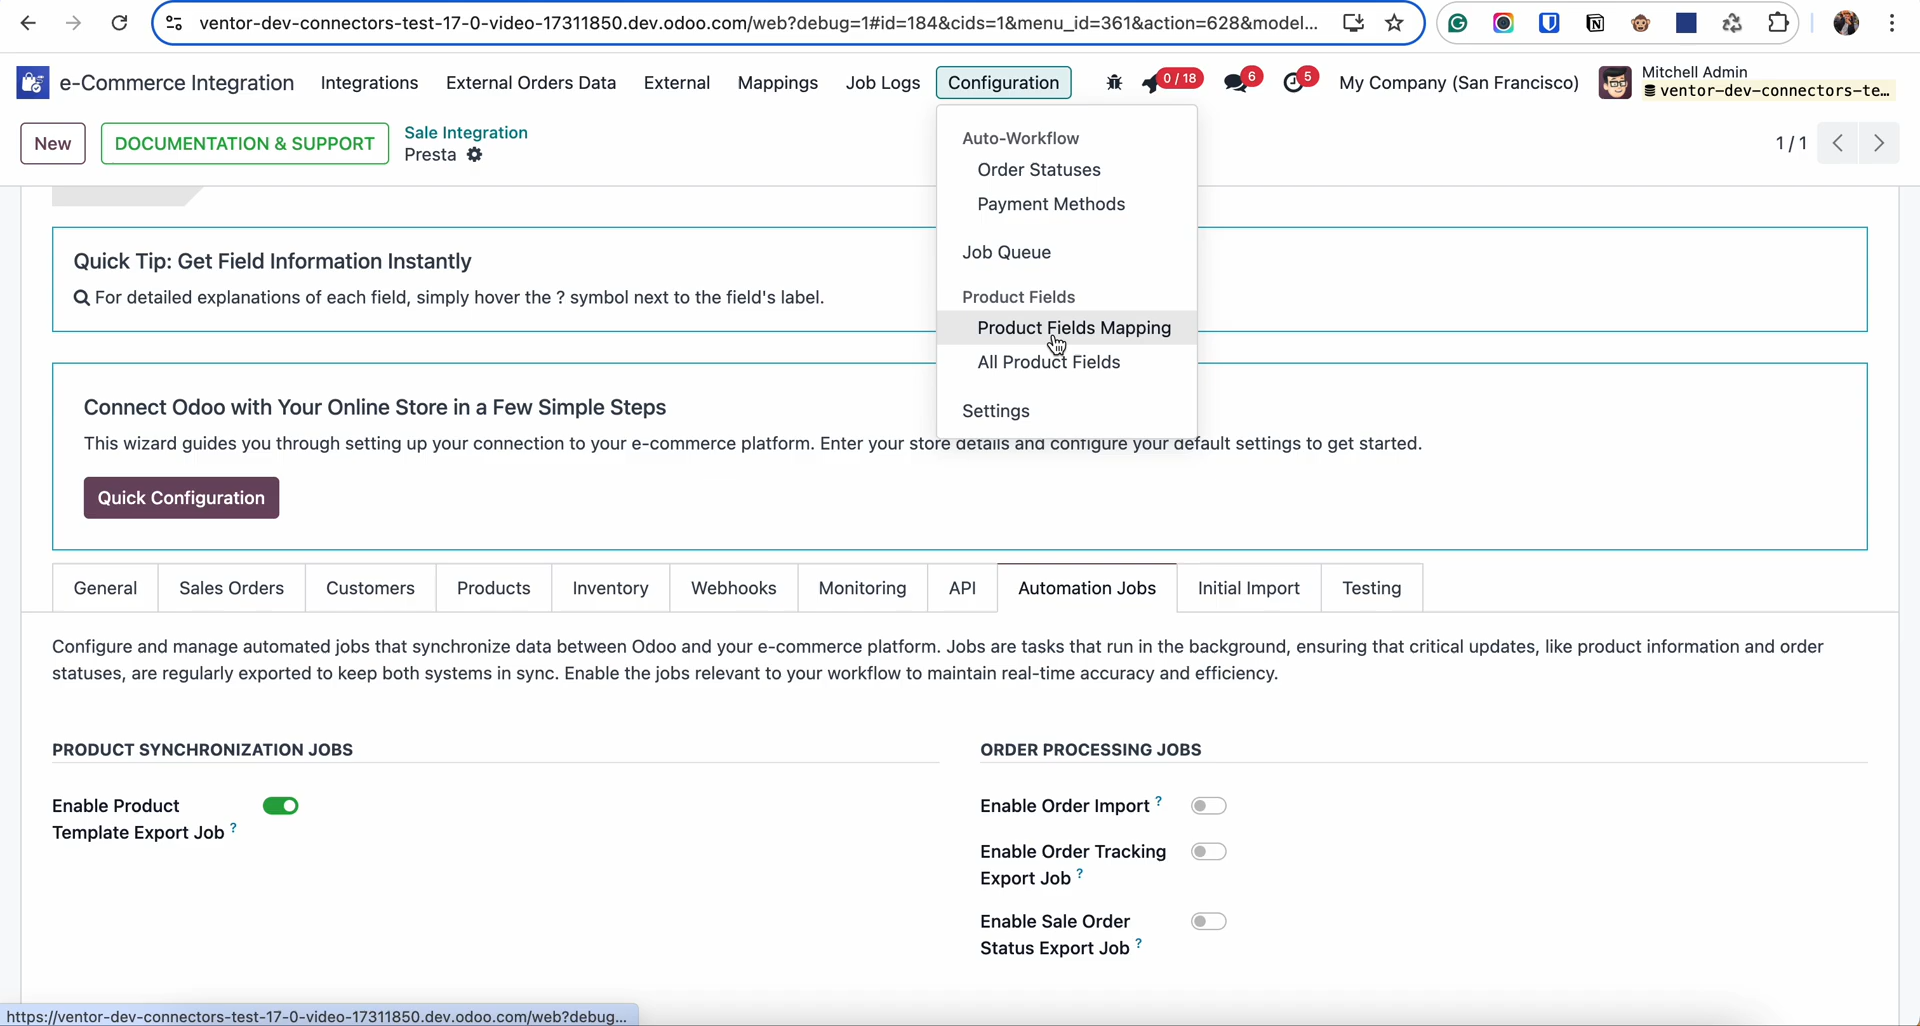 ventor-dev-connectors-test-17-0-video-17311850.dev.odoo.com/web?debug=1#id=184&cids=1&menu_id=361&action=628&model...
e-Commerce Integration Integrations External Orders Data External Mappings Job Logs Configuration 0 / 18 6 5 My Company (San Francisco) Mitchell Admin
ventor-dev-connectors-te...
New DOCUMENTATION & SUPPORT Sale Integration
Presta
1 / 1
Auto-Workflow
Order Statuses
Payment Methods
Job Queue
Product Fields
Product Fields Mapping
All Product Fields
Settings
Quick Tip: Get Field Information Instantly
For detailed explanations of each field, simply hover the ? symbol next to the field's label.
Connect Odoo with Your Online Store in a Few Simple Steps
This wizard guides you through setting up your connection to your e-commerce platform. Enter your store details and configure your default settings to get started.
Quick Configuration
General Sales Orders Customers Products Inventory Webhooks Monitoring API Automation Jobs Initial Import Testing
Configure and manage automated jobs that synchronize data between Odoo and your e-commerce platform. Jobs are tasks that run in the background, ensuring that critical updates, like product information and order
statuses, are regularly exported to keep both systems in sync. Enable the jobs relevant to your workflow to maintain real-time accuracy and efficiency.
PRODUCT SYNCHRONIZATION JOBS
Enable Product
Template Export Job ?
ORDER PROCESSING JOBS
Enable Order Import ?
Enable Order Tracking
Export Job ?
Enable Sale Order
Status Export Job ?
https://ventor-dev-connectors-test-17-0-video-17311850.dev.odoo.com/web?debug...